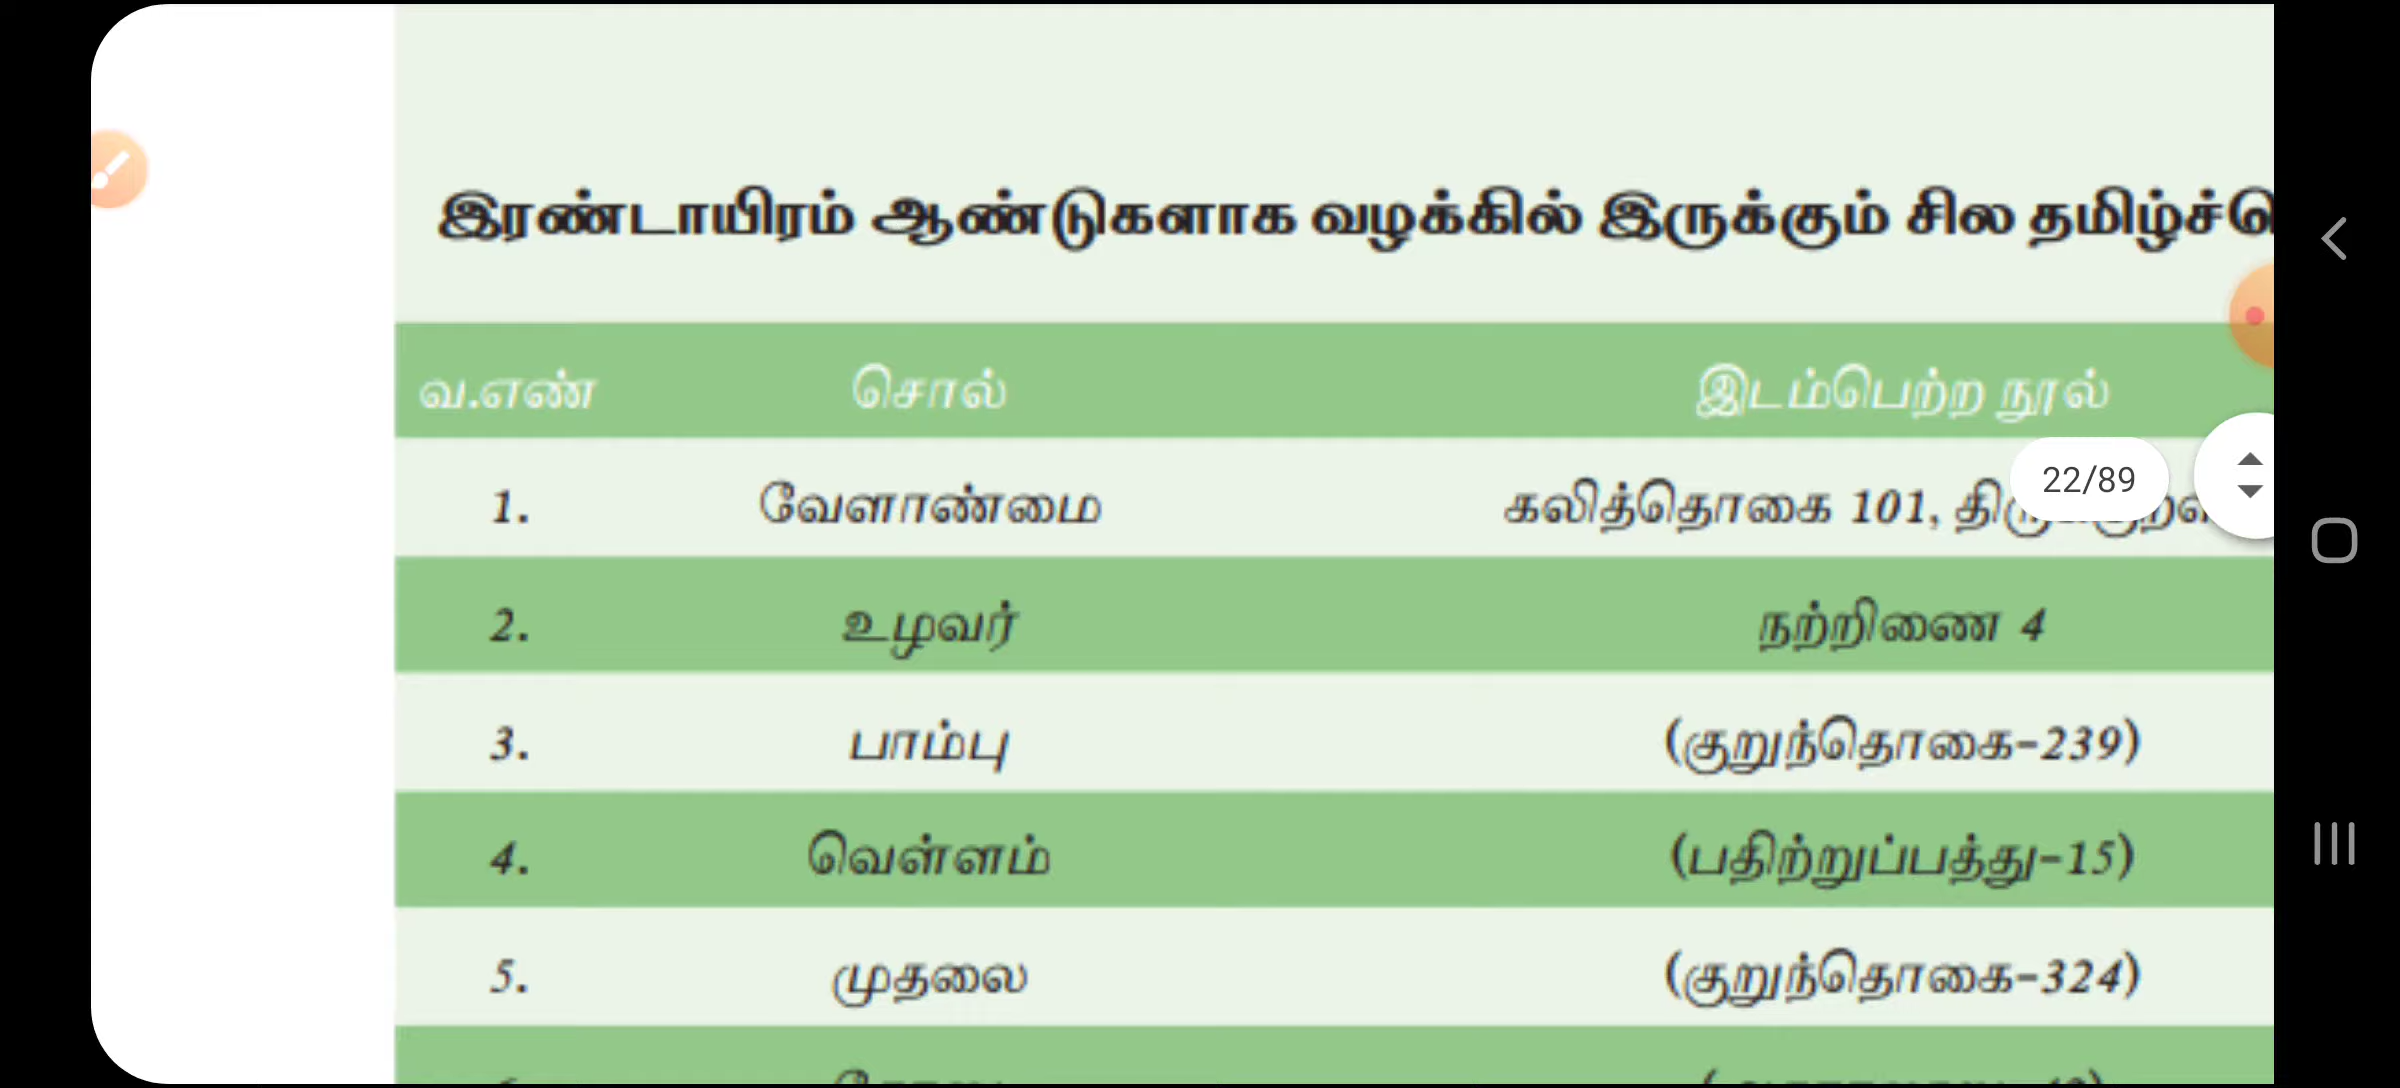 இரண்டாயிரம் ஆண்டுகளாக வழக்கில் இருக்கும் சில
வ.எண் சொல் இடம்பெற்ற நூல்
1. வேளாண்மை கலித்தொகை 101,
22/89
2. உழவர் நற்றிணை 4
3. பாம்பு (குறுந்தொகை-239)
4. வெள்ளம் (பதிற்றுப்பத்து-15)
5. முதலை (குறுந்தொகை-324)